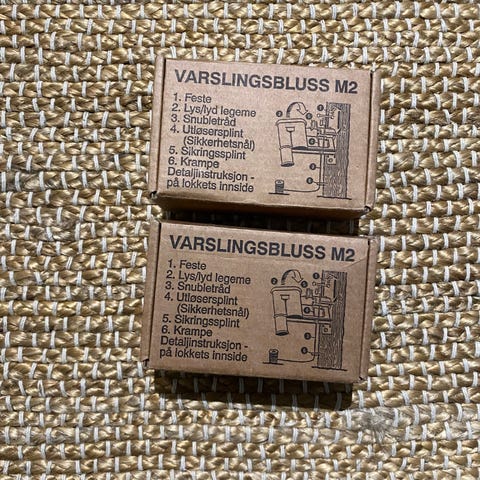 VARSLINGSBLUSS M2
1. Feste
2. Lys/lyd legerne
3. Snubletråd
4. Utløsersplint
(Sikkerhetsnål)
5. Sikringssplint
6. Krampe
Detaljinstruksjon -
på lokkets innside
VARSLINGSBLUSS M2
1. Feste
2. Lys/lyd legeme
3. Snubletråd
4. Utløsersplint
(Sikkerhetsnål)
5. Sikringssplint
6. Krampe
Detaljinstruksjon -
på lokkets innside